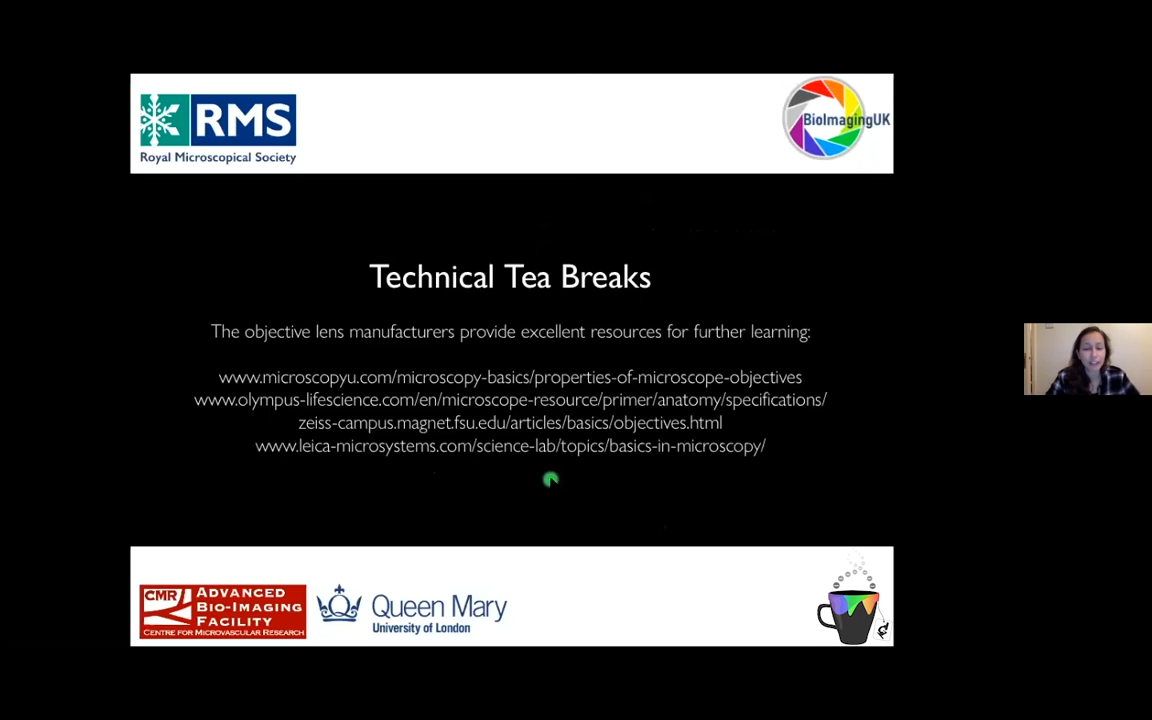 RMS
Royal Microscopical Society
BioImagingUK
Technical Tea Breaks
The objective lens manufacturers provide excellent resources for further learning:
www.microscopyu.com/microscopy-basics/properties-of-microscope-objectives
www.olympus-lifescience.com/en/microscope-resource/primer/anatomy/specifications/
zeiss-campus.magnet.fsu.edu/articles/basics/objectives.html
www.leica-microsystems.com/science-lab/topics/basics-in-microscopy/
CMR
ADVANCED
BIO-IMAGING
FACILITY
CENTRE FOR MICROVASCULAR RESEARCH
Queen Mary
University of London